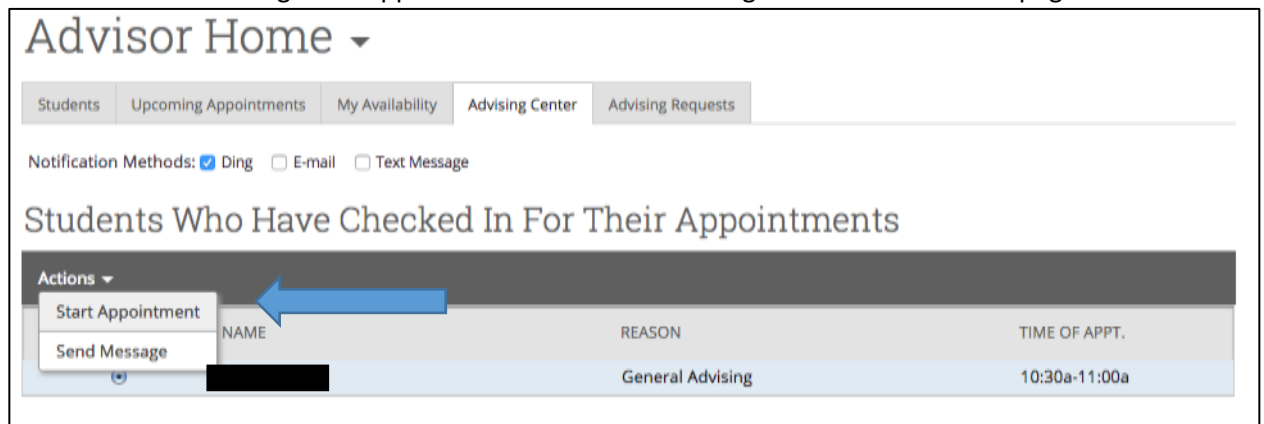 Advisor Home
Students Upcoming Appointments My Availability Advising Center Advising Requests
Notification Methods: Ding E-mail Text Message
Students Who Have Checked In For Their Appointments
Actions
Start Appointment
NAME REASON TIME OF APPT.
Send Message
General Advising 10:30a-11:00a